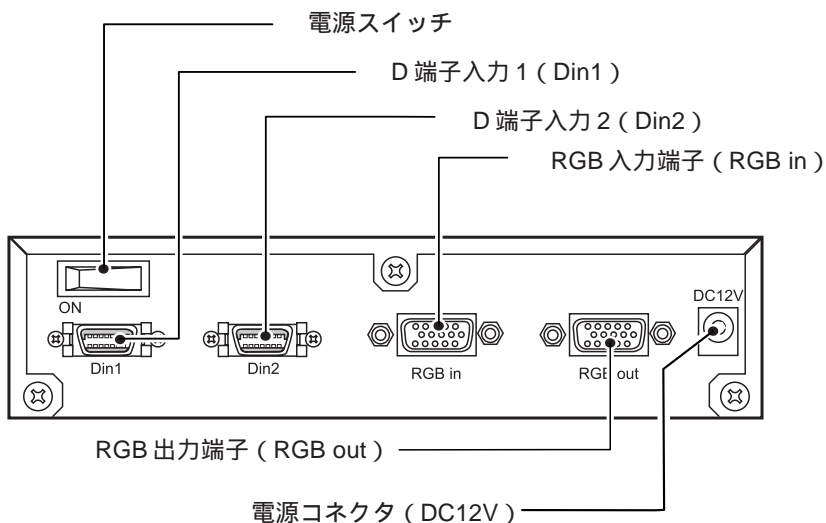 電源スイッチ
D 端子入力 1 ( Din1 )
D 端子入力 2 ( Din2 )
RGB 入力端子 ( RGB in )
ON
DC12V
Din1
Din2
RGB in
RGB out
RGB 出力端子 ( RGB out )
電源コネクタ ( DC12V )